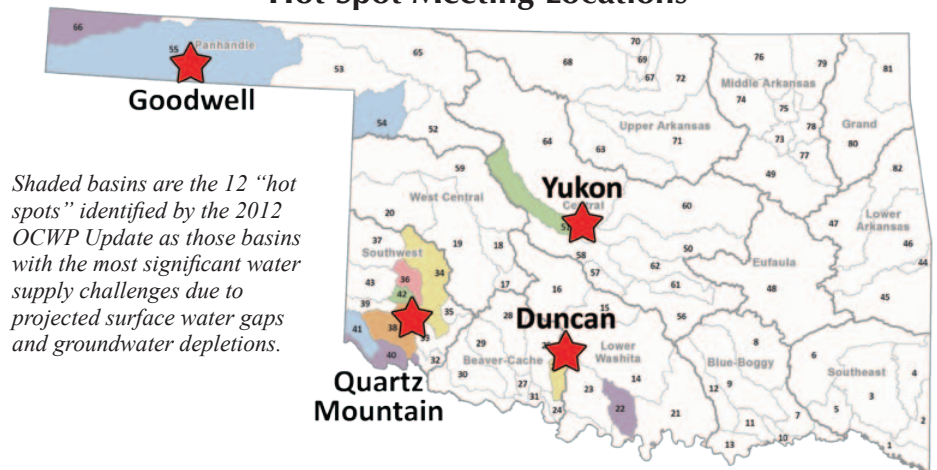 Hot Spot Meeting Locations
66
55 Panhandle
Goodwell
53
65
68
70
69
67
72
76
79
Middle Arkansas
81
74
75
78
Grand
73
77
80
54
52
64
63
Upper Arkansas
71
49
82
Shaded basins are the 12 “hot
spots” identified by the 2012
OCWP Update as those basins
with the most significant water
supply challenges due to
projected surface water gaps
and groundwater depletions.
59
West Central
20
19
18
17
Yukon
Central
51
60
58
50
57
62
61
47
Lower
Arkansas
46
44
45
Eufaula
48
37
Southwest
43
36
34
42
39
35
41
38
33
40
32
Quartz
Mountain
16
15
28
29
Beaver-Cache
30
27
31
24
Duncan
Lower
Washita
23
14
22
21
56
8
Blue-Boggy
12
9
11
7
13
10
6
Southeast
4
3
5
2
1